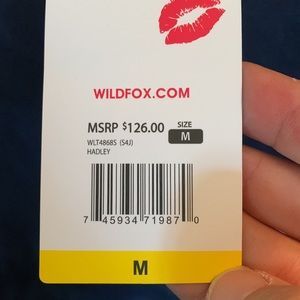 WILDFOX.COM
MSRP $126.00 SIZE M
WLT4868S (S4J)
HADLEY
7 45934 71987 0
M